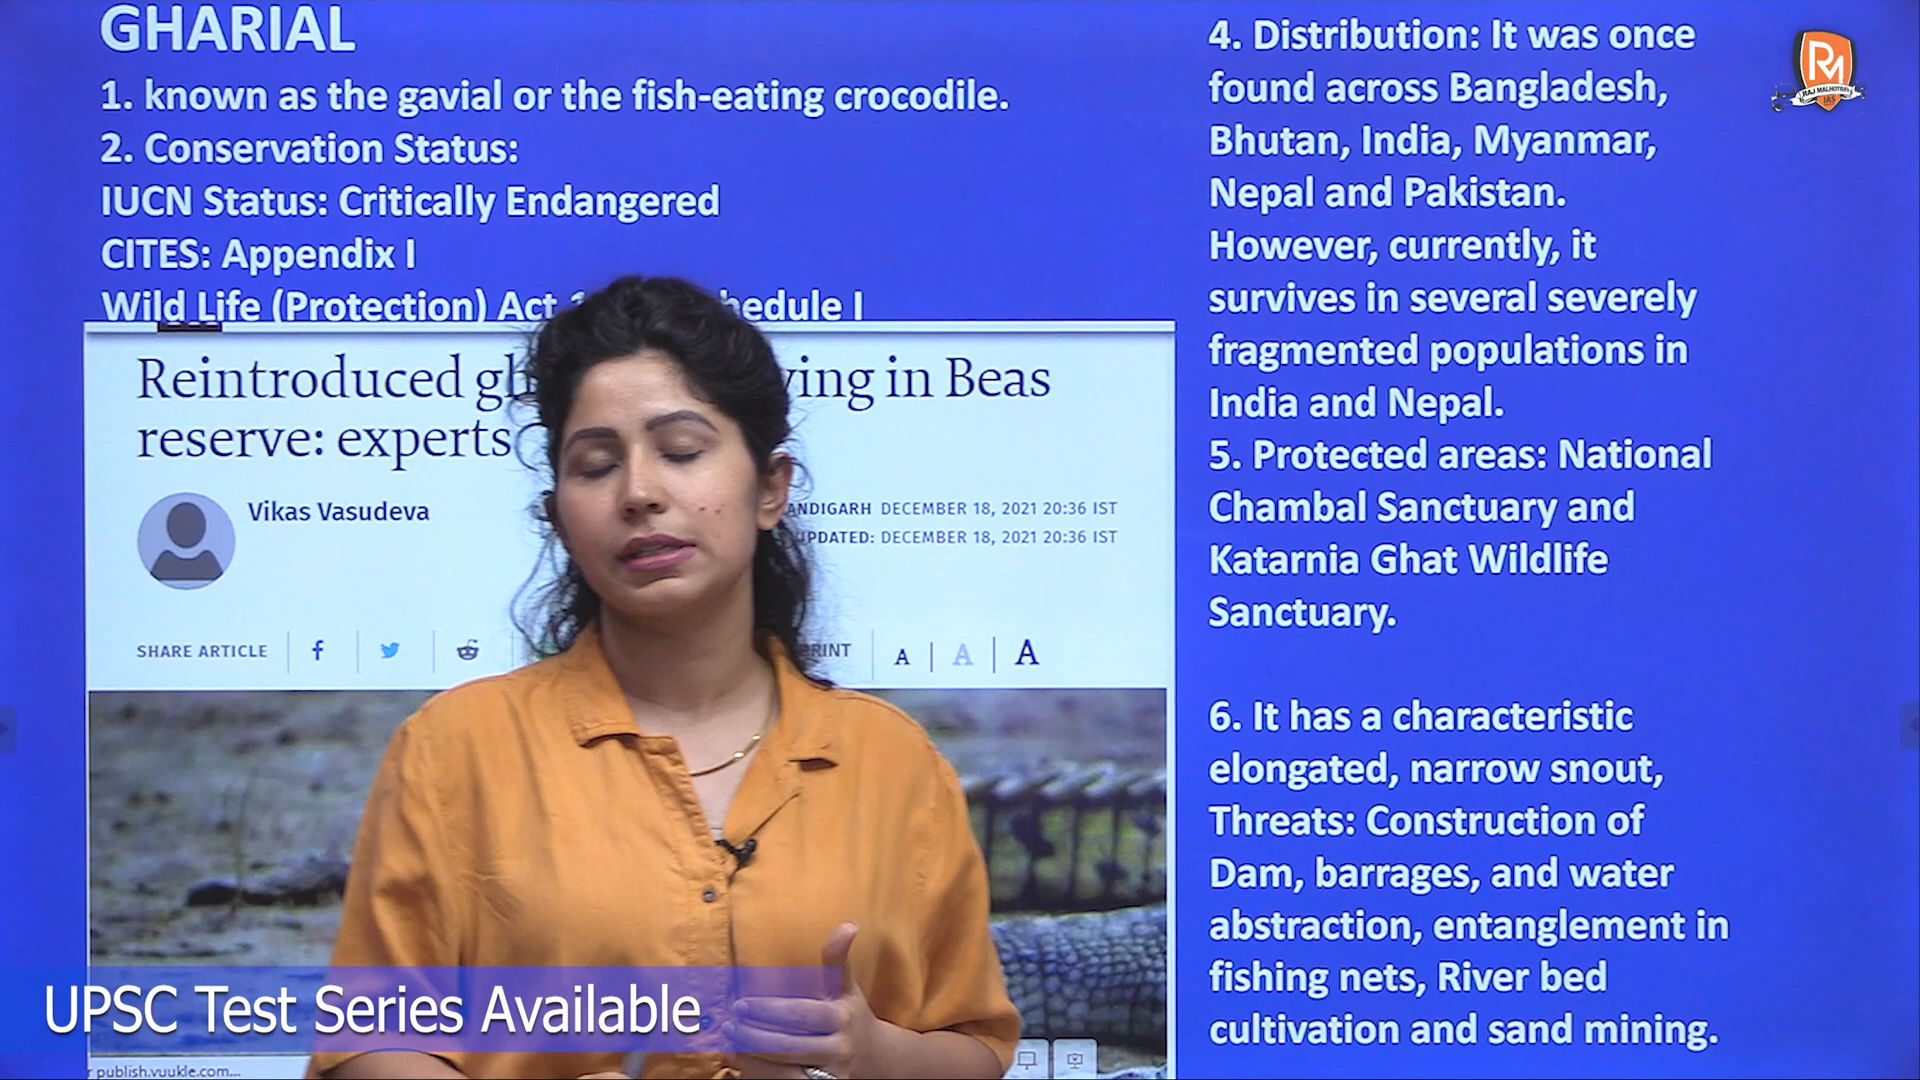 GHARIAL
1. known as the gavial or the fish-eating crocodile.
2. Conservation Status:
IUCN Status: Critically Endangered
CITES: Appendix I
Wild Life (Protection) Act
Schedule I
Reintroduced
in Beas
reserve: experts
Vikas Vasudeva
DECEMBER 18, 2021 20:36 IST
UPDATED: DECEMBER 18, 2021 20:36 IST
SHARE ARTICLE
PRINT
A | A | A
publish.vuukle.com...
UPSC Test Series Available
4. Distribution: It was once
found across Bangladesh,
Bhutan, India, Myanmar,
Nepal and Pakistan.
However, currently, it
survives in several severely
fragmented populations in
India and Nepal.
5. Protected areas: National
Chambal Sanctuary and
Katarnia Ghat Wildlife
Sanctuary.
6. It has a characteristic
elongated, narrow snout,
Threats: Construction of
Dam, barrages, and water
abstraction, entanglement in
fishing nets, River bed
cultivation and sand mining.
RM
RAJ MALHOTRA'S
IAS